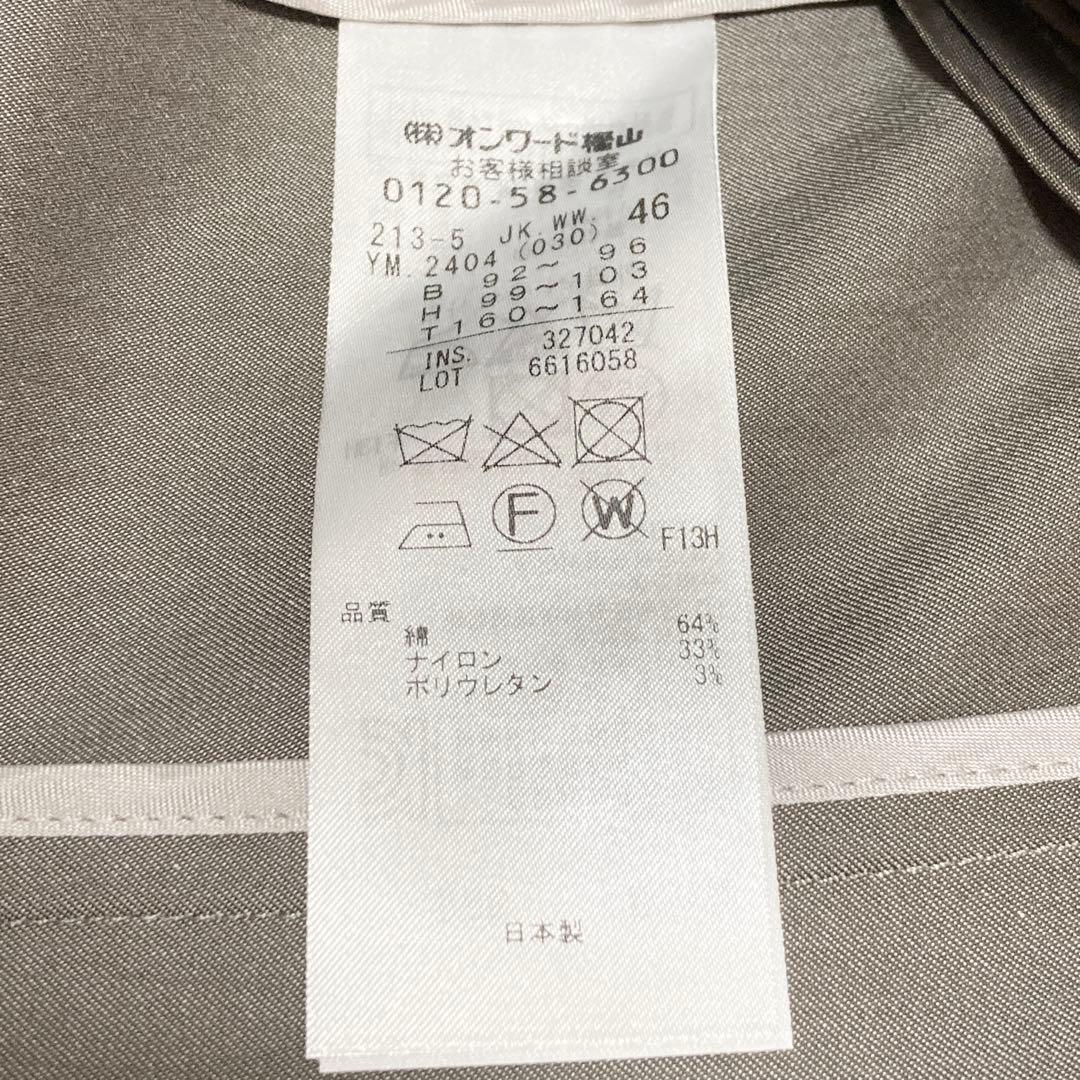 (株)オンワード樫山
お客様相談室
0120-58-6300
213-5 JK.WW. 46
YM.2404 (030)
B 92～ 96
H 99～103
T160～164
INS. 327042
LOT 6616058
F W F13H
品質
綿 64%
ナイロン 33%
ポリウレタン 3%
日本製